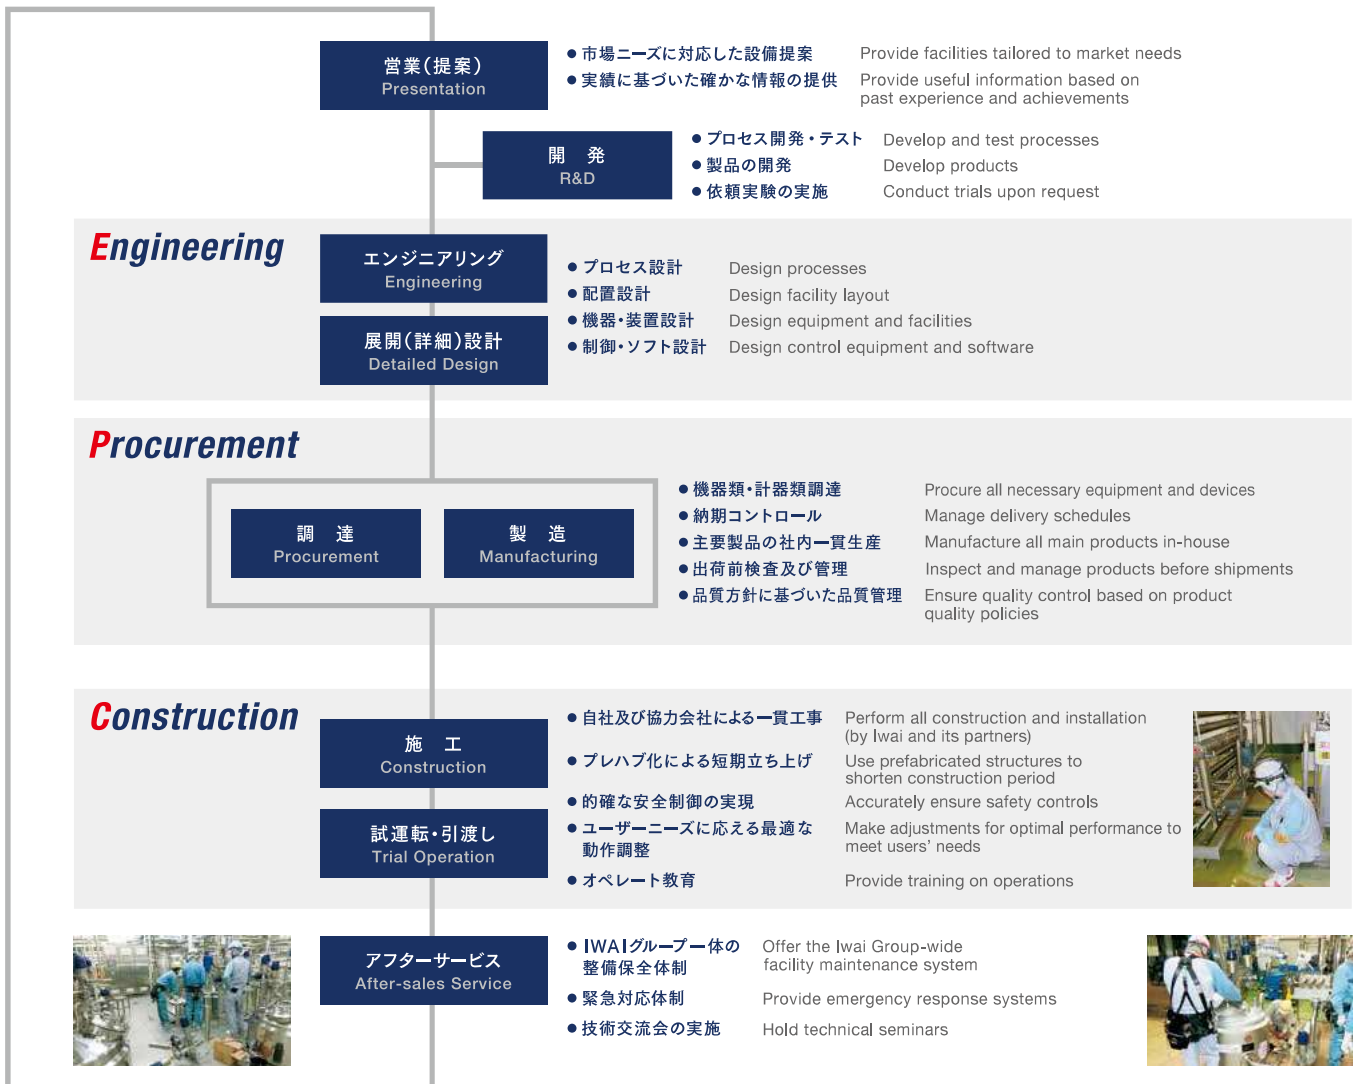 営業(提案)
Presentation
●市場ニーズに対応した設備提案 Provide facilities tailored to market needs
●実績に基づいた確かな情報の提供 Provide useful information based on
past experience and achievements
開 発
R&D
●プロセス開発・テスト Develop and test processes
●製品の開発 Develop products
●依頼実験の実施 Conduct trials upon request
Engineering
エンジニアリング
Engineering
展開(詳細)設計
Detailed Design
●プロセス設計 Design processes
●配置設計 Design facility layout
●機器・装置設計 Design equipment and facilities
●制御・ソフト設計 Design control equipment and software
Procurement
調 達
Procurement
製 造
Manufacturing
●機器類・計器類調達 Procure all necessary equipment and devices
●納期コントロール Manage delivery schedules
●主要製品の社内一貫生産 Manufacture all main products in-house
●出荷前検査及び管理 Inspect and manage products before shipments
●品質方針に基づいた品質管理 Ensure quality control based on product
quality policies
Construction
施 工
Construction
試運転・引渡し
Trial Operation
●自社及び協力会社による一貫工事 Perform all construction and installation
(by Iwai and its partners)
●プレハブ化による短期立ち上げ Use prefabricated structures to
shorten construction period
●的確な安全制御の実現 Accurately ensure safety controls
●ユーザーニーズに応える最適な Make adjustments for optimal performance to
動作調整 meet users' needs
●オペレート教育 Provide training on operations
アフターサービス
After-sales Service
●IWAIグループ一体の Offer the Iwai Group-wide
整備保全体制 facility maintenance system
●緊急対応体制 Provide emergency response systems
●技術交流会の実施 Hold technical seminars